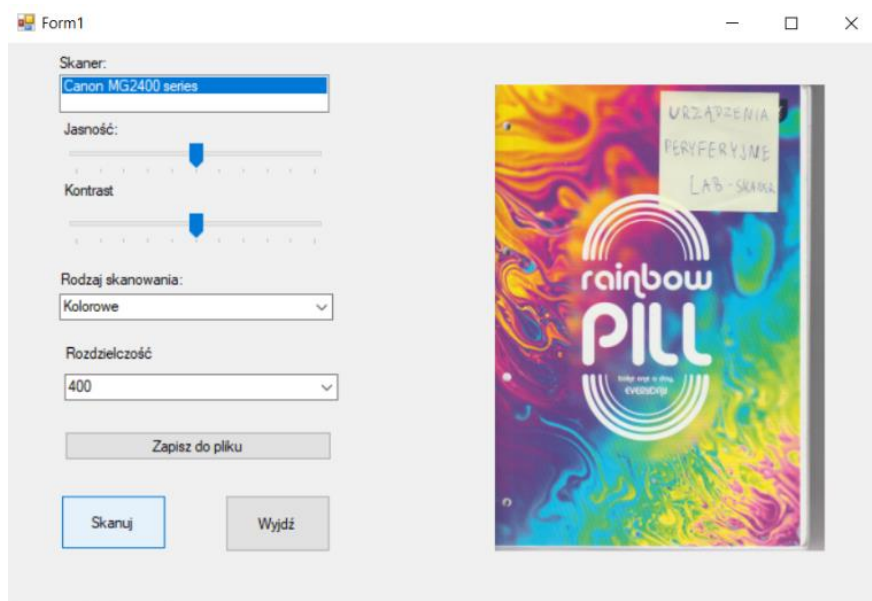 Form1
Skaner:
Canon MG2400 series
Jasność:
Kontrast
Rodzaj skanowania:
Kolorowe
Rozdzielczość
400
Zapisz do pliku
Skanuj
Wyjdź
URZĄDZENIA
PERYFERYJNE
LAB-SKANER
rainbow
PILL
EVERYDAY